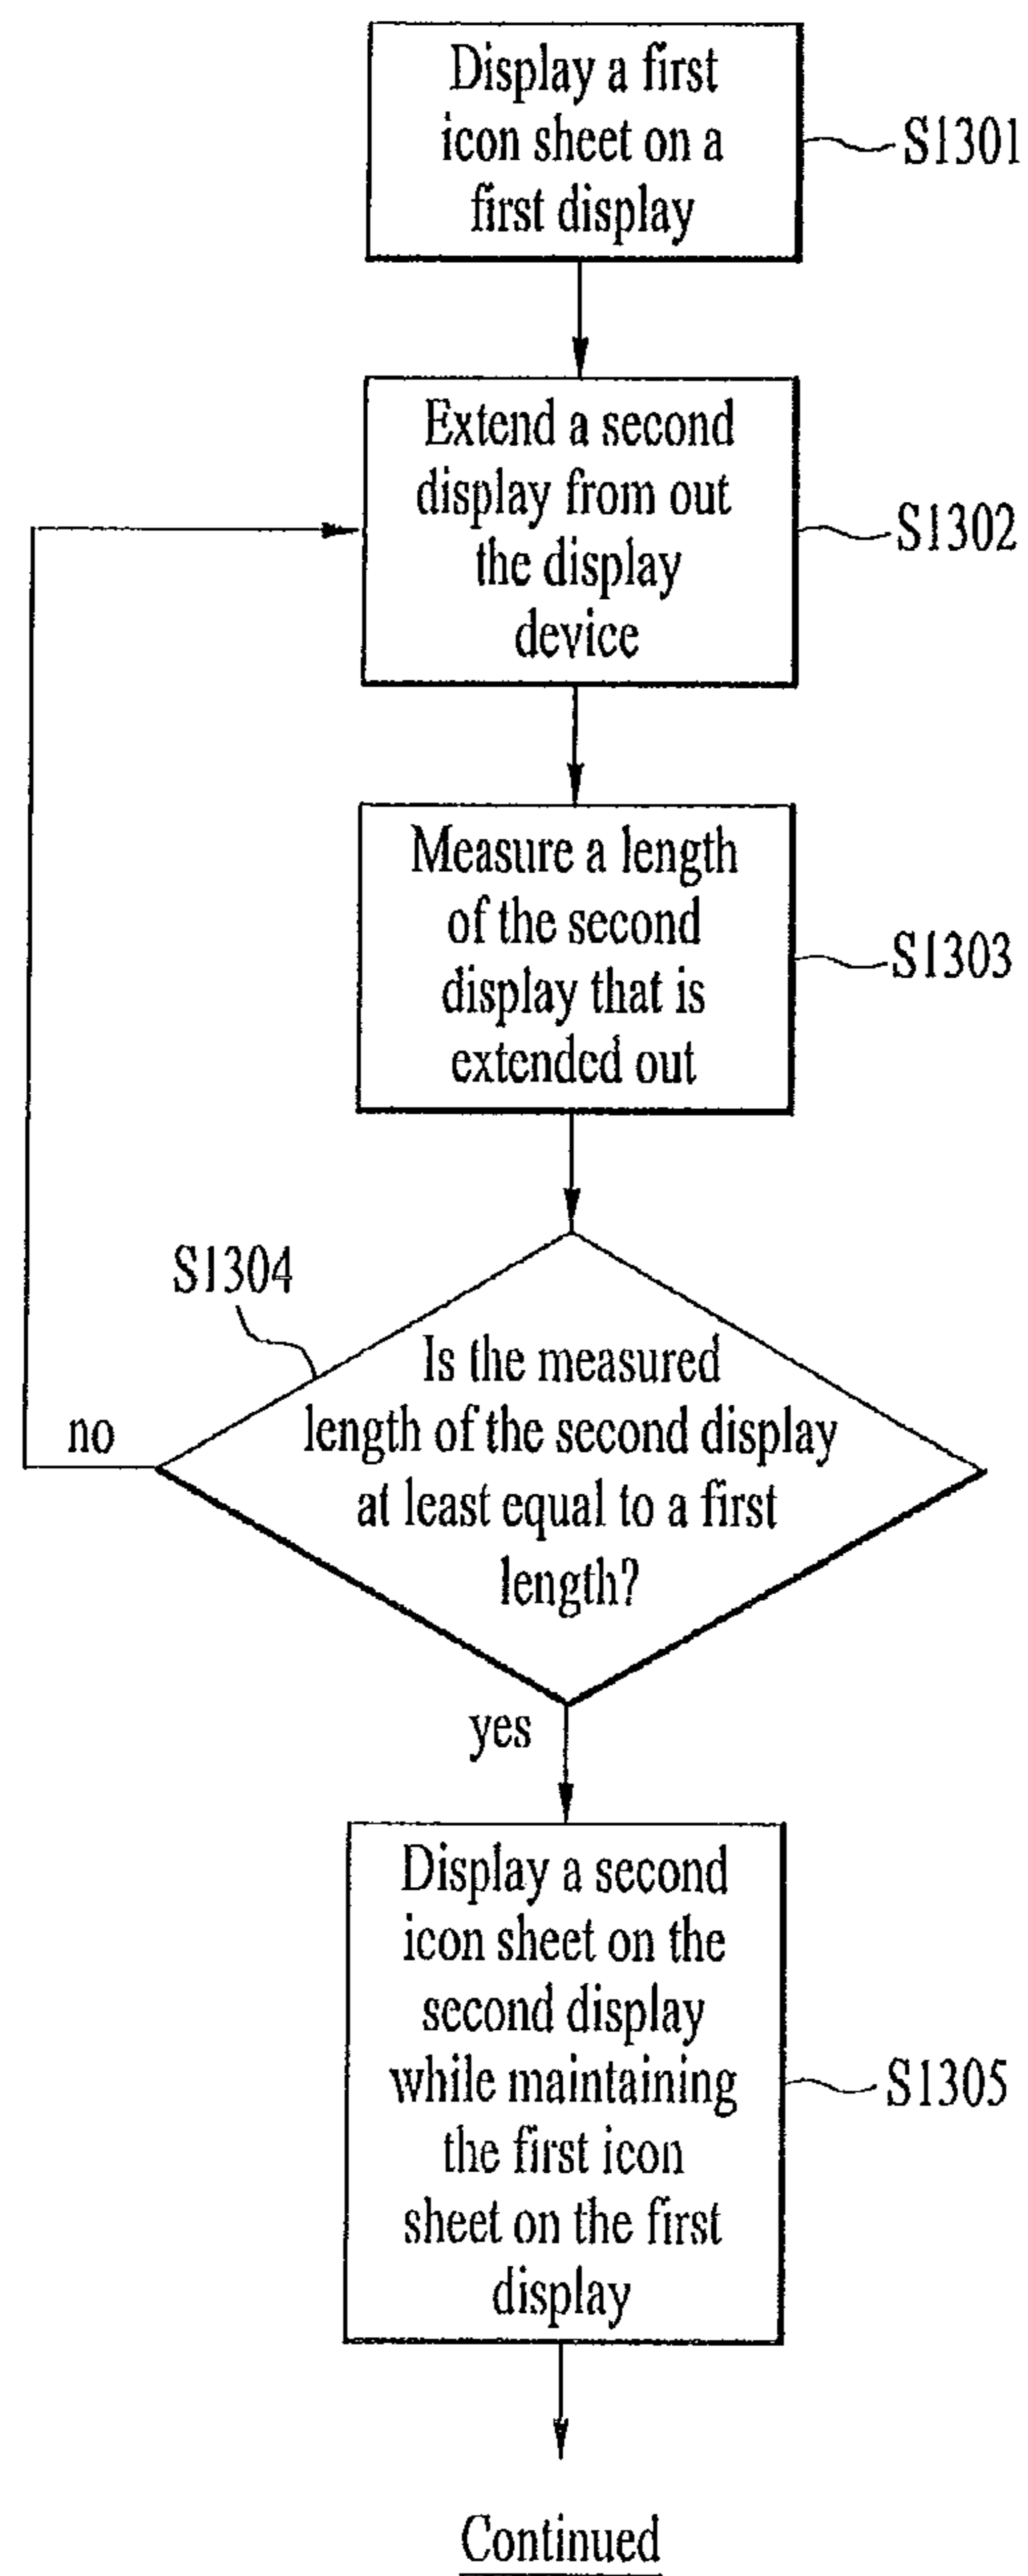 Display a first
icon sheet on a
first display
S1301
Extend a second
display from out
the display
device
S1302
Measure a length
of the second
display that is
extended out
S1303
S1304
Is the measured
length of the second display
at least equal to a first
length?
no
yes
Display a second
icon sheet on the
second display
while maintaining
the first icon
sheet on the first
display
S1305
Continued